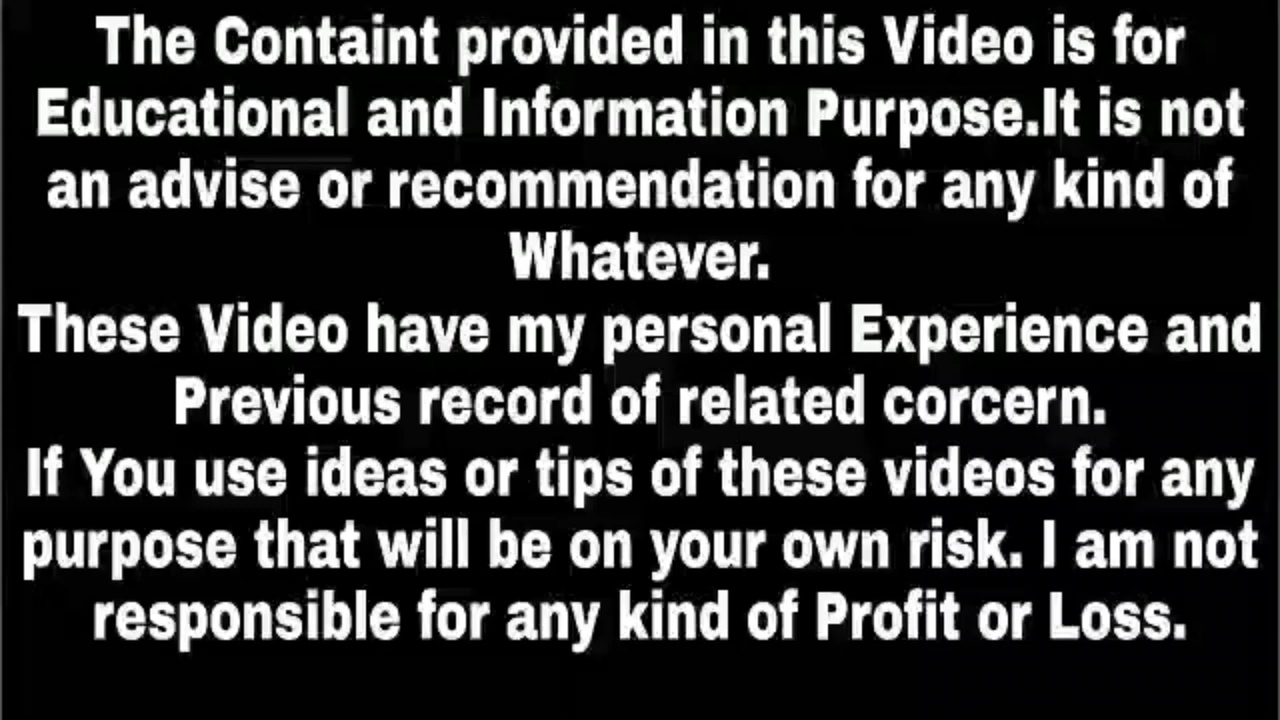 The Containt provided in this Video is for
Educational and Information Purpose.It is not
an advise or recommendation for any kind of
Whatever.
These Video have my personal Experience and
Previous record of related corcern.
If You use ideas or tips of these videos for any
purpose that will be on your own risk. I am not
responsible for any kind of Profit or Loss.